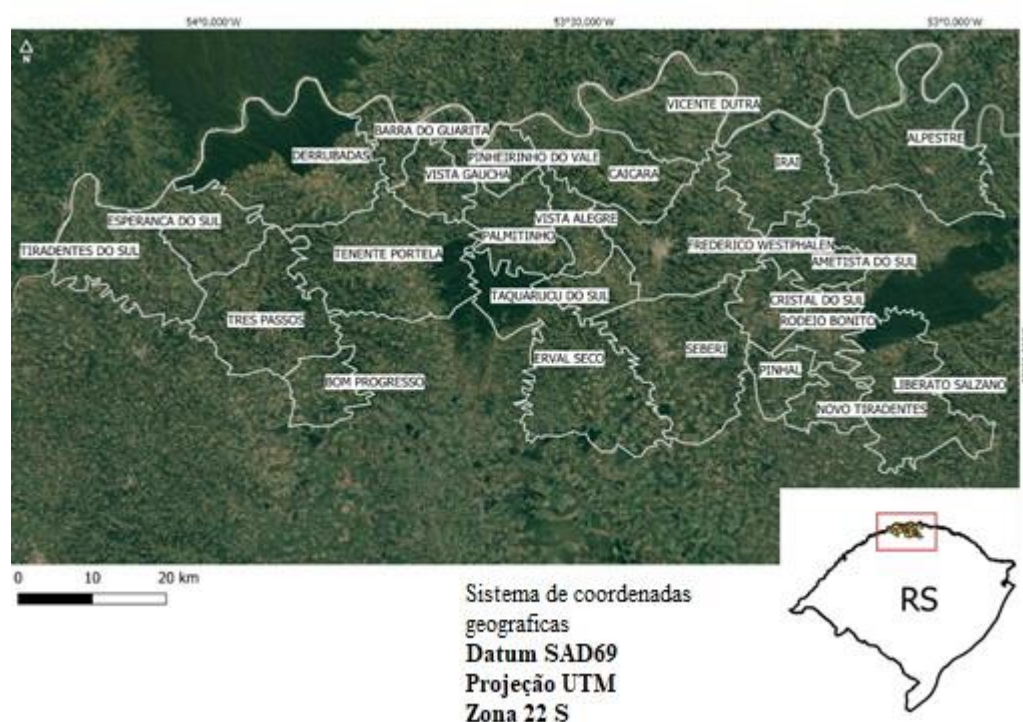 54°0.000'W
53°30.000'W
53°0.000'W
N
VICENTE DUTRA
BARRA DO GUARITA
ALPESTRE
DERRUBADAS
PINHEIRINHO DO VALE
IRAI
VISTA GAUCHA
CAICARA
ESPERANCA DO SUL
VISTA ALEGRE
PALMITINHO
TIRADENTES DO SUL
TENENTE PORTELA
FREDERICO WESTPHALEN
AMETISTA DO SUL
TAQUARUCU DO SUL
CRISTAL DO SUL
TRES PASSOS
RODEIO BONITO
SEBERI
ERVAL SECO
PINHAL
BOM PROGRESSO
LIBERATO SALZANO
NOVO TIRADENTES
0 10 20 km
RS
Sistema de coordenadas
geograficas
Datum SAD69
Projeção UTM
Zona 22 S